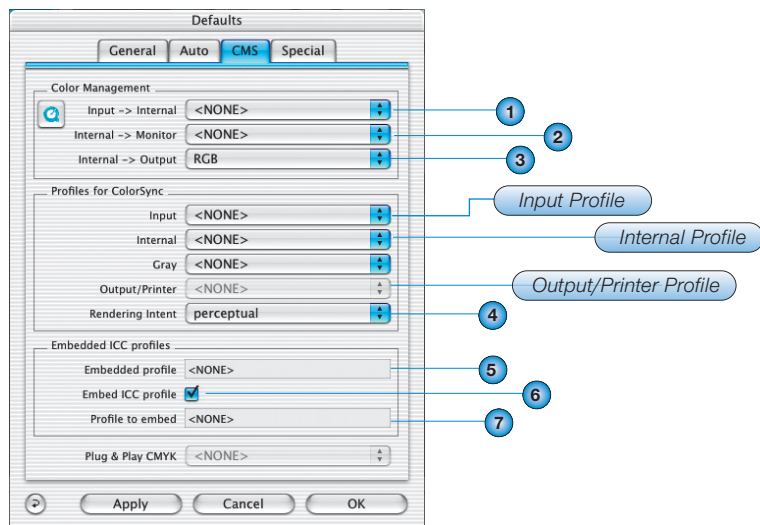 Defaults
General Auto CMS Special
Color Management
Input -> Internal <NONE> 1
Internal -> Monitor <NONE> 2
Internal -> Output RGB 3
Profiles for ColorSync
Input <NONE> Input Profile
Internal <NONE> Internal Profile
Gray <NONE>
Output/Printer <NONE> Output/Printer Profile
Rendering Intent perceptual 4
Embedded ICC profiles
Embedded profile <NONE> 5
Embed ICC profile 6
Profile to embed <NONE> 7
Plug & Play CMYK <NONE>
Apply Cancel OK